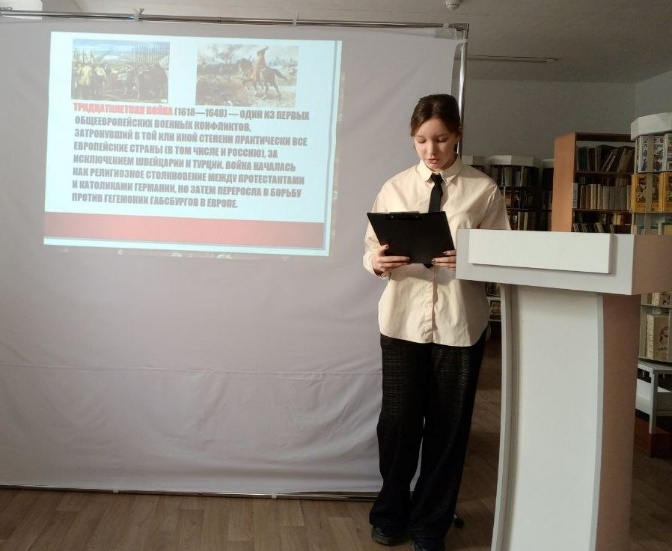 ТРИДЦАТИЛЕТНЯЯ ВОЙНА (1618—1648) — ОДИН ИЗ ПЕРВЫХ
ОБЩЕЕВРОПЕЙСКИХ ВОЕННЫХ КОНФЛИКТОВ,
ЗАТРОНУВШИЙ В ТОЙ ИЛИ ИНОЙ СТЕПЕНИ ПРАКТИЧЕСКИ ВСЕ
ЕВРОПЕЙСКИЕ СТРАНЫ (В ТОМ ЧИСЛЕ И РОССИЮ), ЗА
ИСКЛЮЧЕНИЕМ ШВЕЙЦАРИИ И ТУРЦИИ. ВОЙНА НАЧАЛАСЬ
КАК РЕЛИГИОЗНОЕ СТОЛКНОВЕНИЕ МЕЖДУ ПРОТЕСТАНТАМИ
И КАТОЛИКАМИ ГЕРМАНИИ, НО ЗАТЕМ ПЕРЕРОСЛА В БОРЬБУ
ПРОТИВ ГЕГЕМОНИИ ГАБСБУРГОВ В ЕВРОПЕ.